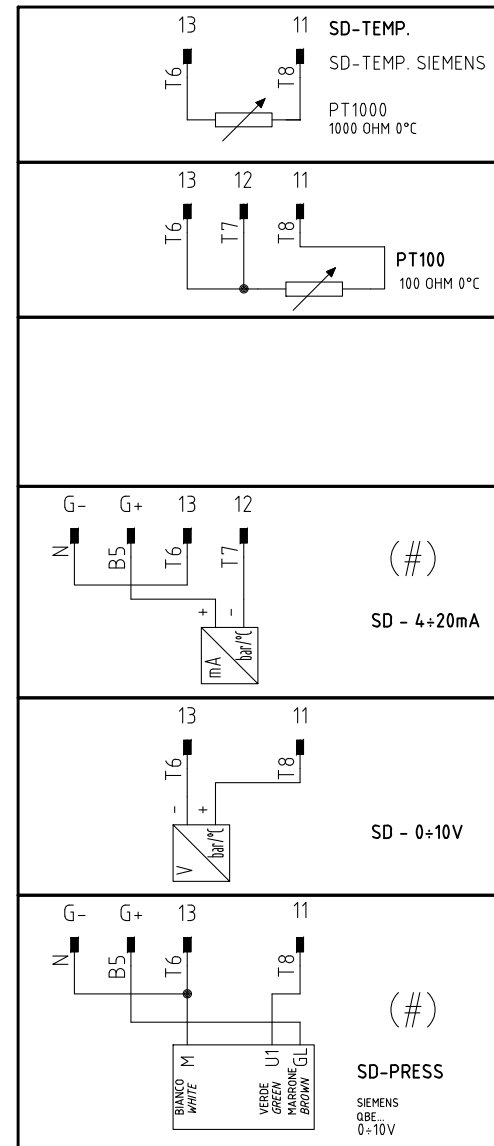 13 11 SD-TEMP.
T6 T8 SD-TEMP. SIEMENS
PT1000
1000 OHM 0°C
13 12 11
T6 T7 T8
PT100
100 OHM 0°C
G- G+ 13 12
N B5 T6 T7
(#)
+ -
SD - 4÷20mA
mA bar/°C
13 11
T6 T8
- +
SD - 0÷10V
V bar/°C
G- G+ 13 11
N B5 T6 T8
(#)
M U1 GL
BIANCO
WHITE
VERDE
GREEN
MARRONE
BROWN
SD-PRESS
SIEMENS
QBE...
0÷10V